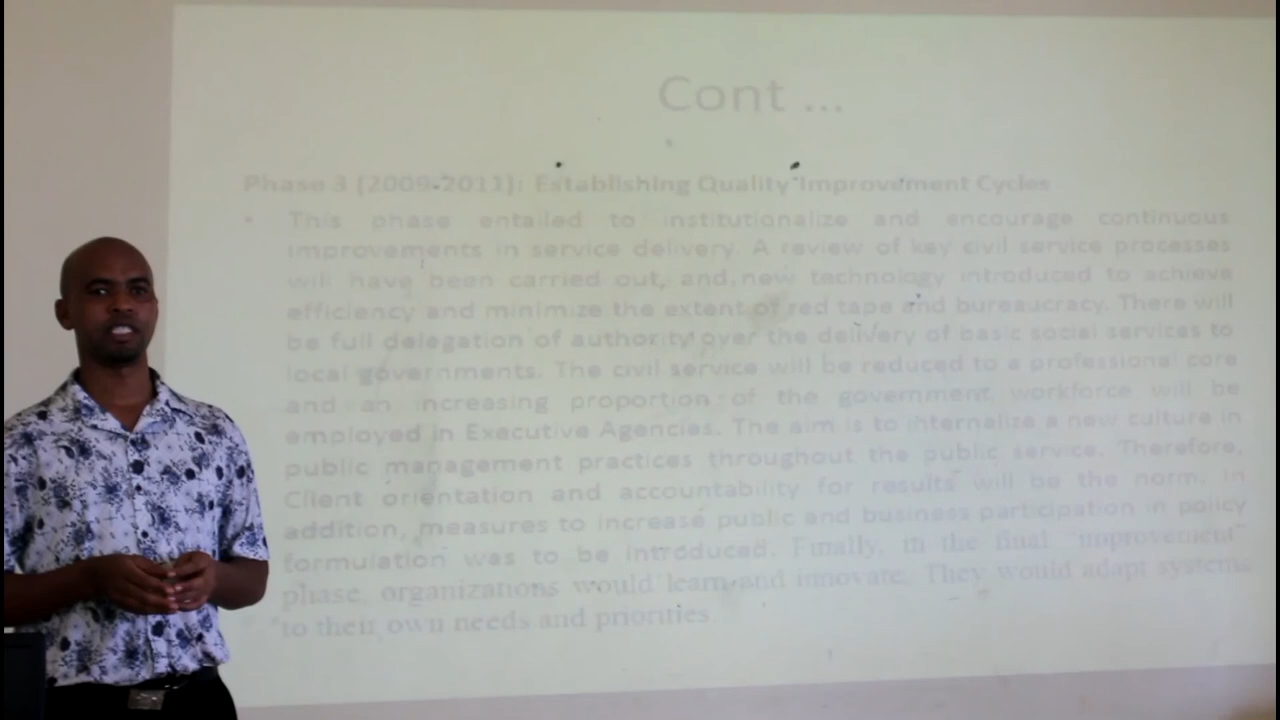 Cont ...
Phase 3 (2009-2011): Establishing Quality Improvement Cycles
• This phase entailed to institutionalize and encourage continuous
improvements in service delivery. A review of key civil service processes
will have been carried out, and new technology introduced to achieve
efficiency and minimize the extent of red tape and bureaucracy. There will
be full delegation of authority over the delivery of basic social services to
local governments. The civil service will be reduced to a professional core
and an increasing proportion of the government workforce will be
employed in Executive Agencies. The aim is to internalize a new culture in
public management practices throughout the public service. Therefore,
Client orientation and accountability for results will be the norm. In
addition, measures to increase public and business participation in policy
formulation was to be introduced. Finally, in the final "improvement"
phase, organizations would learn and innovate. They would adapt systems
to their own needs and priorities.